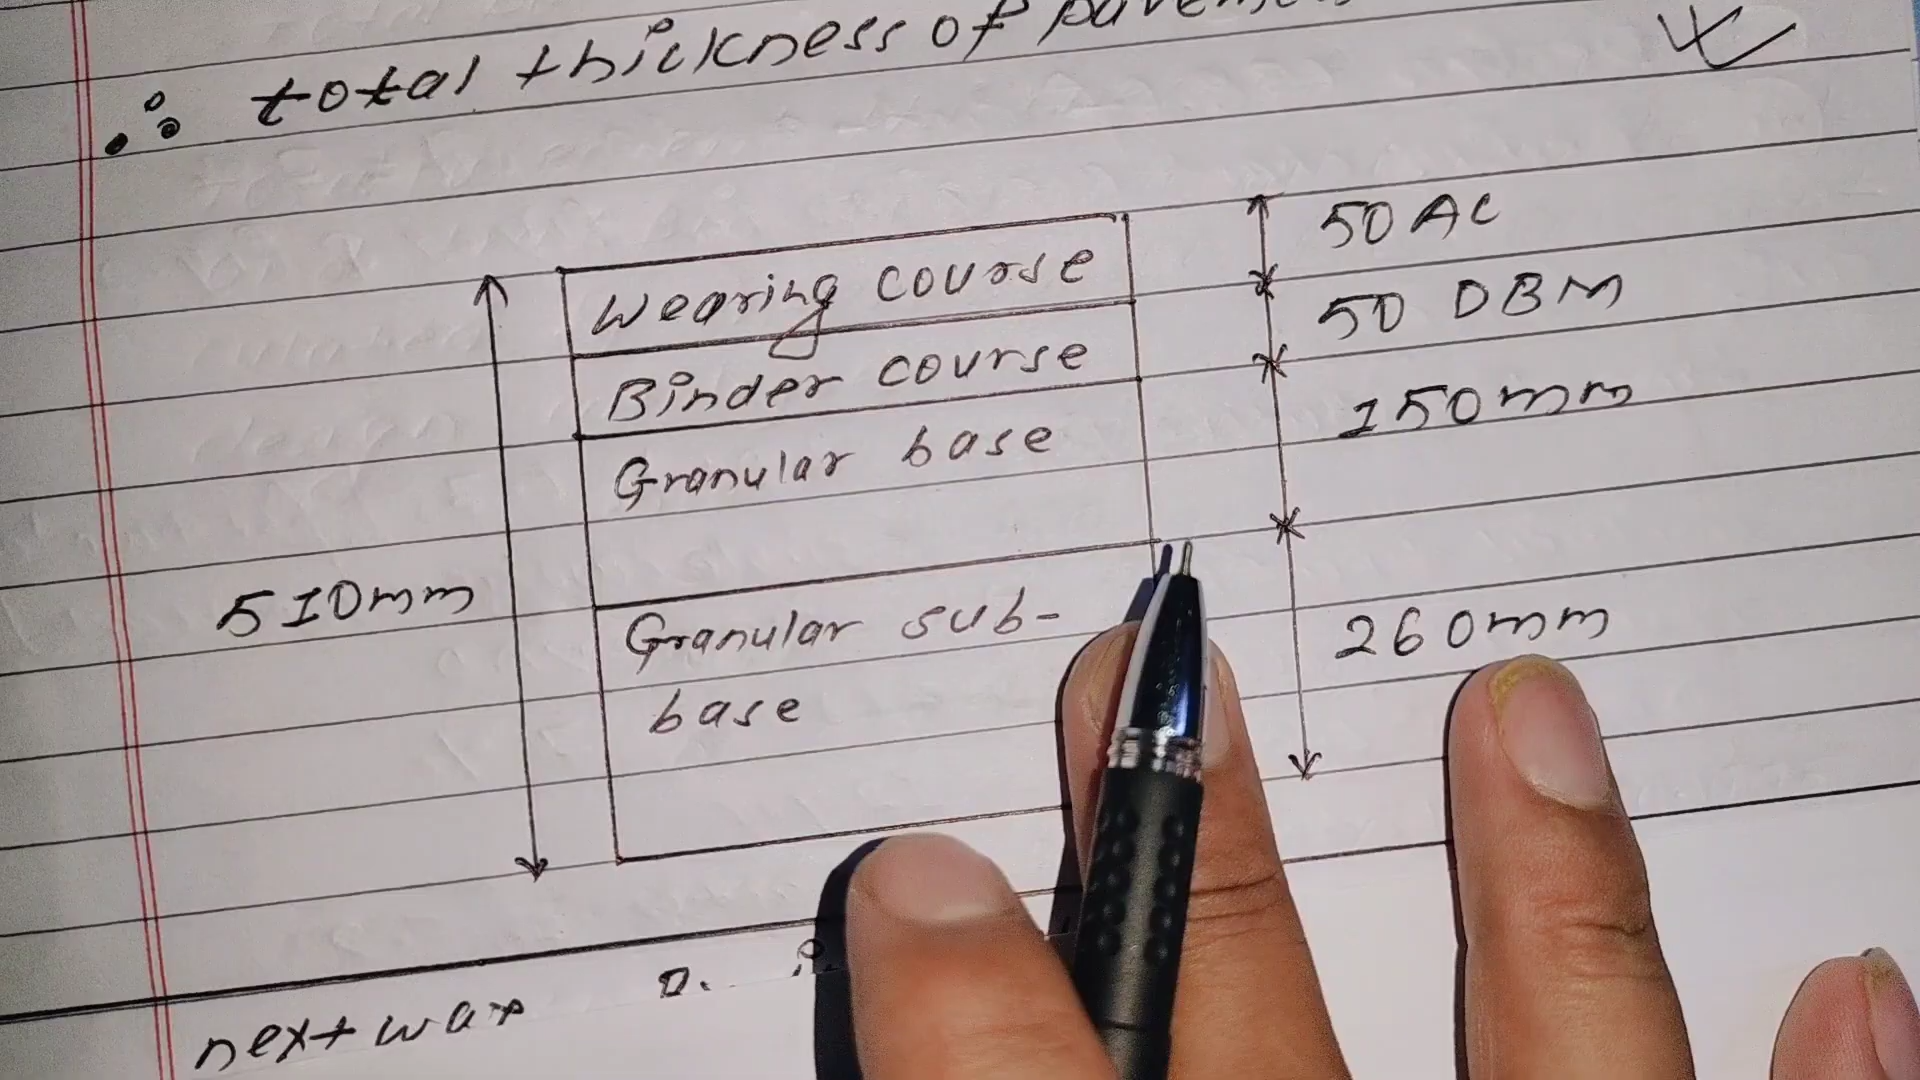 ∴ total thickness of
Wearing course 50 AC
Binder course 50 DBM
Granular base 150mm
510mm
Granular sub- 260mm
base
next